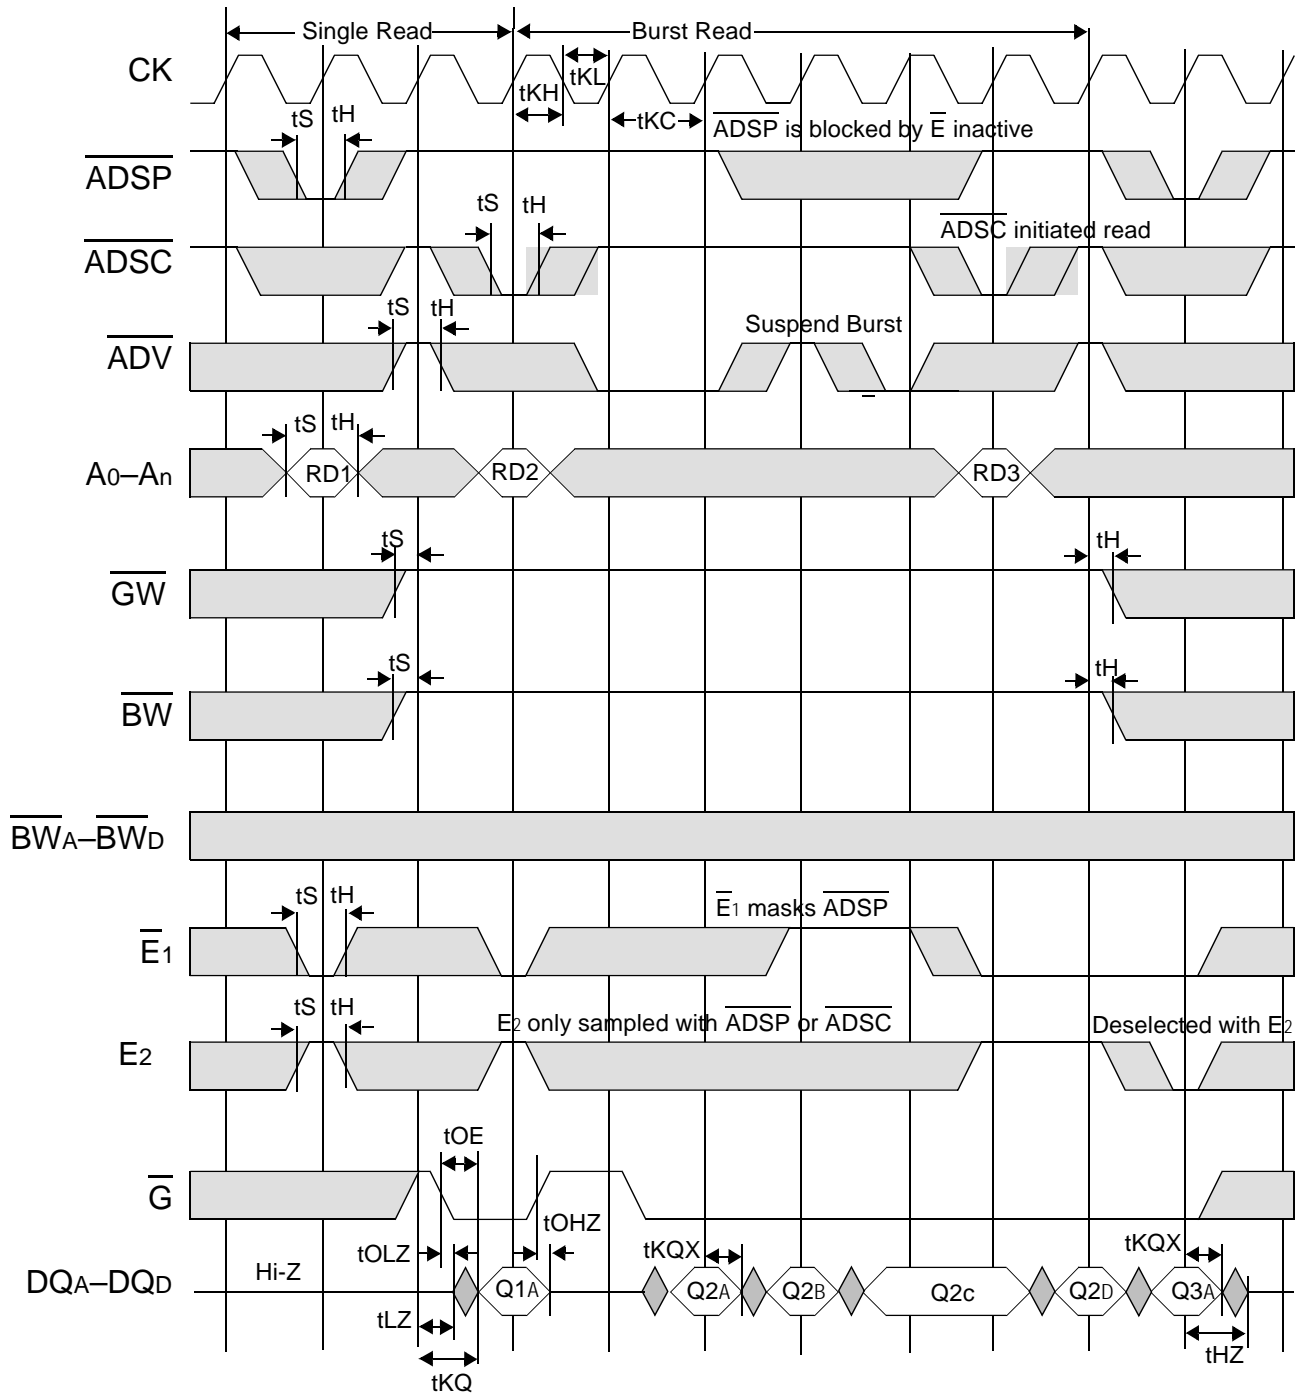 Single Read Burst Read
CK
tKL
tKH
tKC
tS tH
ADSP is blocked by E inactive
ADSP
tS tH
ADSC initiated read
ADSC
tS tH
Suspend Burst
ADV
tS tH
A0–An RD1 RD2 RD3
tS tH
GW
tS tH
BW
BWA–BWD
tS tH
E1 masks ADSP
E1
tS tH
E2 only sampled with ADSP or ADSC Deselected with E2
E2
tOE
G
tOHZ
tOLZ tKQX tKQX
DQA–DQD Hi-Z Q1A Q2A Q2B Q2c Q2D Q3A
tLZ
tHZ
tKQ